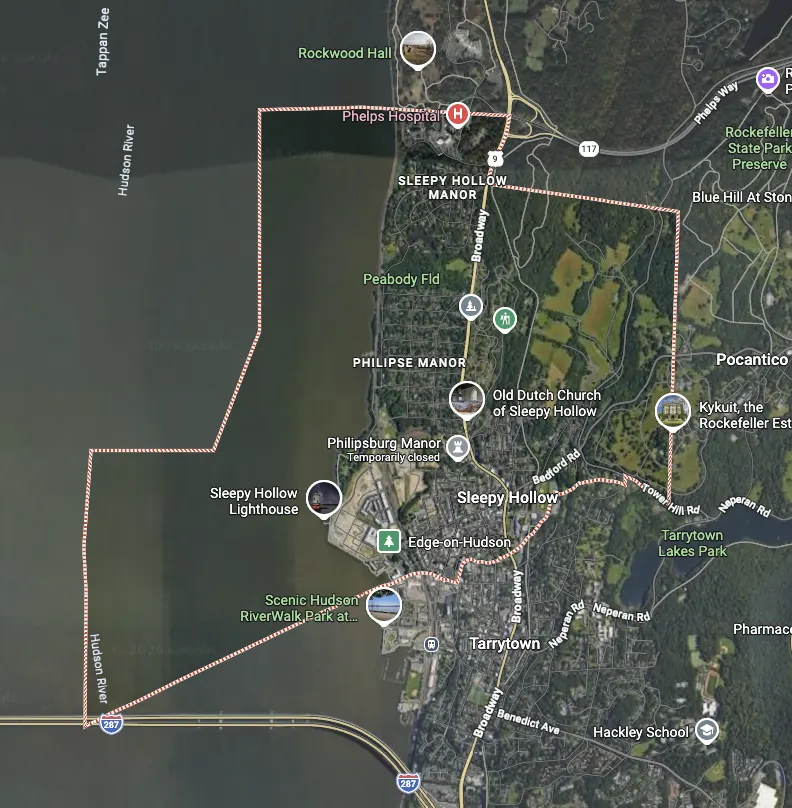 Tappan Zee
Rockwood Hall
Phelps Way
R
P
Phelps Hospital
H
117
Rockefeller
State Park
Preserve
Hudson River
9
SLEEPY HOLLOW
MANOR
Blue Hill At Ston
Broadway
Peabody Fld
PHILIPSE MANOR
Pocantico
Old Dutch Church
of Sleepy Hollow
Kykuit, the
Rockefeller Est
Philipsburg Manor
Temporarily closed
Bedford Rd
Sleepy Hollow
Lighthouse
Sleepy Hollow
Tower Hill Rd
Neperan Rd
Edge-on-Hudson
Tarrytown
Lakes Park
Scenic Hudson
RiverWalk Park at...
Broadway
Neperan Rd
Neperan Rd
Tarrytown
Pharmac
Hudson River
287
Broadway
Benedict Ave
Hackley School
287